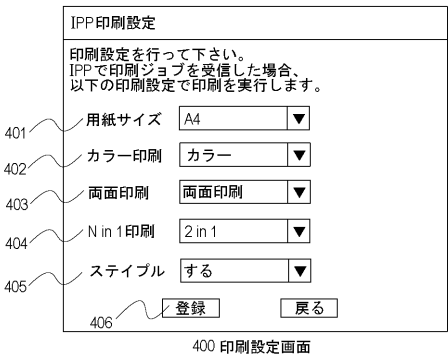 IPP印刷設定
印刷設定を行って下さい。
IPPで印刷ジョブを受信した場合、
以下の印刷設定で印刷を実行します。
401 用紙サイズ A4 ▼
402 カラー印刷 カラー ▼
403 両面印刷 両面印刷 ▼
404 N in 1印刷 2 in 1 ▼
405 ステイプル する ▼
406 登録 戻る
400 印刷設定画面